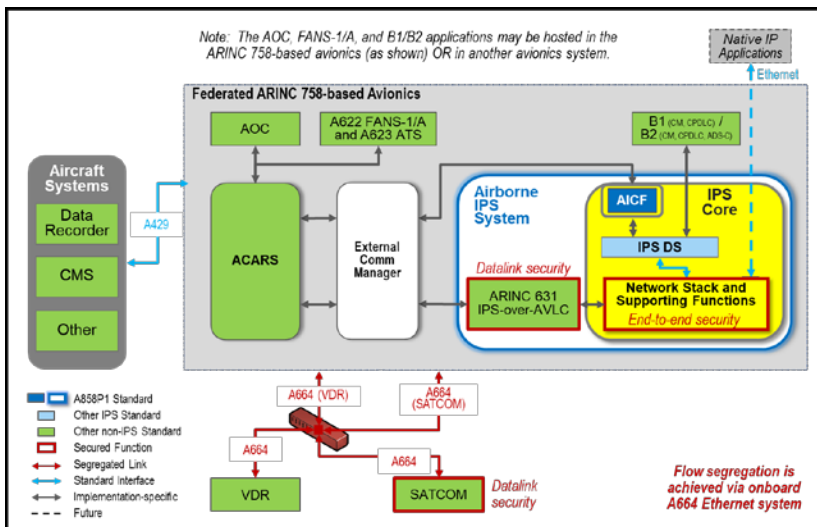 Note: The AOC, FANS-1/A, and B1/B2 applications may be hosted in the
ARINC 758-based avionics (as shown) OR in another avionics system.
Native IP
Applications
Ethernet
Federated ARINC 758-based Avionics
AOC
A622 FANS-1/A
and A623 ATS
B1 (CM, CPDLC) /
B2 (CM, CPDLC, ADS-C)
Aircraft
Systems
Data
Recorder
CMS
Other
A429
ACARS
External
Comm
Manager
Airborne
IPS
System
AICF
IPS
Core
IPS DS
Datalink security
ARINC 631
IPS-over-AVLC
Network Stack and
Supporting Functions
End-to-end security
A858P1 Standard
Other IPS Standard
Other non-IPS Standard
Secured Function
Segregated Link
Standard Interface
Implementation-specific
Future
A664 (VDR)
A664
(SATCOM)
A664
A664
VDR
SATCOM
Datalink
security
Flow segregation is
achieved via onboard
A664 Ethernet system